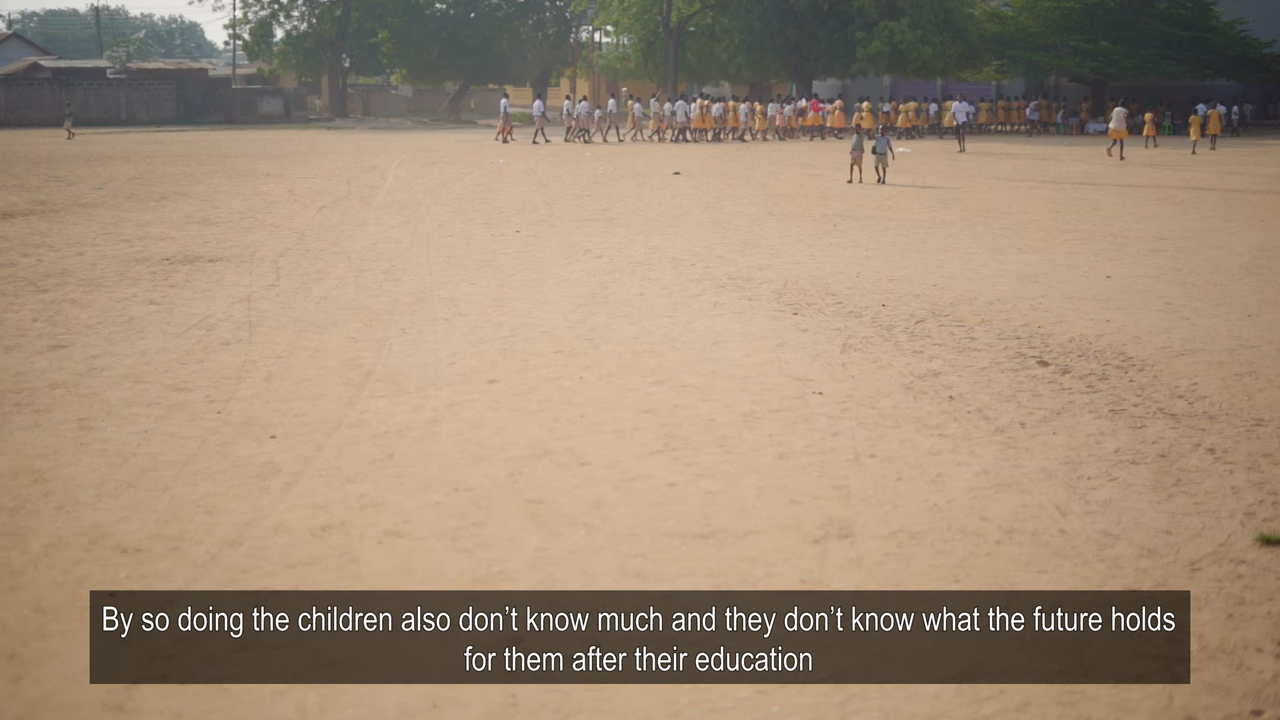 By so doing the children also don’t know much and they don’t know what the future holds
for them after their education